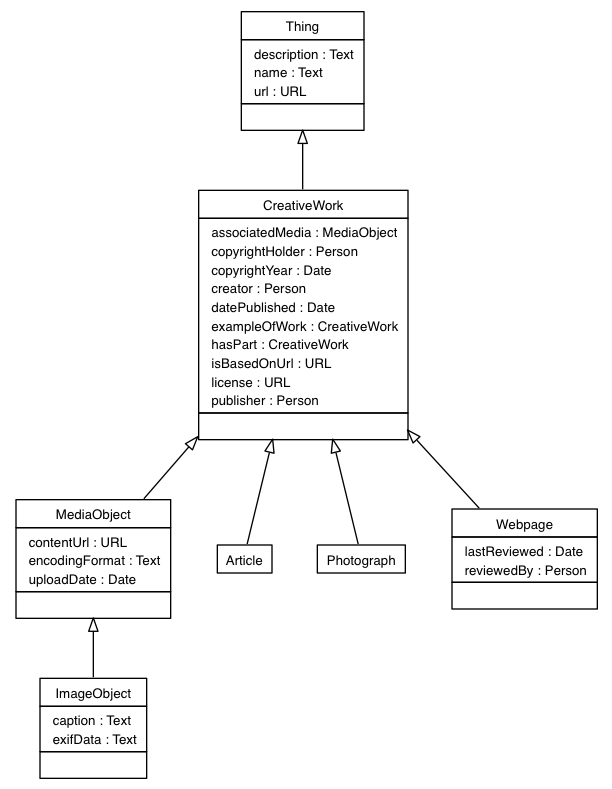 Thing
description : Text
name : Text
url : URL
CreativeWork
associatedMedia : MediaObject
copyrightHolder : Person
copyrightYear : Date
creator : Person
datePublished : Date
exampleOfWork : CreativeWork
hasPart : CreativeWork
isBasedOnUrl : URL
license : URL
publisher : Person
MediaObject
contentUrl : URL
encodingFormat : Text
uploadDate : Date
Article
Photograph
Webpage
lastReviewed : Date
reviewedBy : Person
ImageObject
caption : Text
exifData : Text